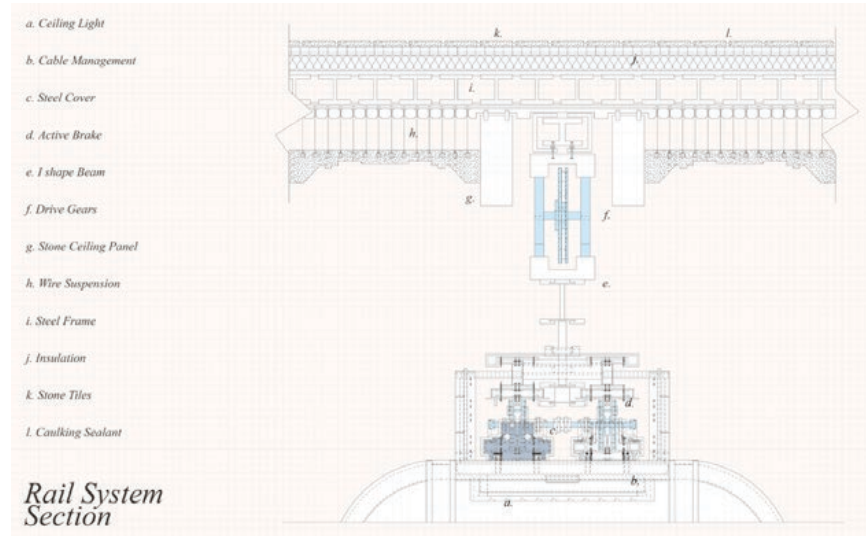 a. Ceiling Light
b. Cable Management
c. Steel Cover
d. Active Brake
e. I shape Beam
f. Drive Gears
g. Stone Ceiling Panel
h. Wire Suspension
i. Steel Frame
j. Insulation
k. Stone Tiles
l. Caulking Sealant
Rail System
Section
k.
l.
j.
i.
h.
g.
f.
e.
d.
c.
b.
a.